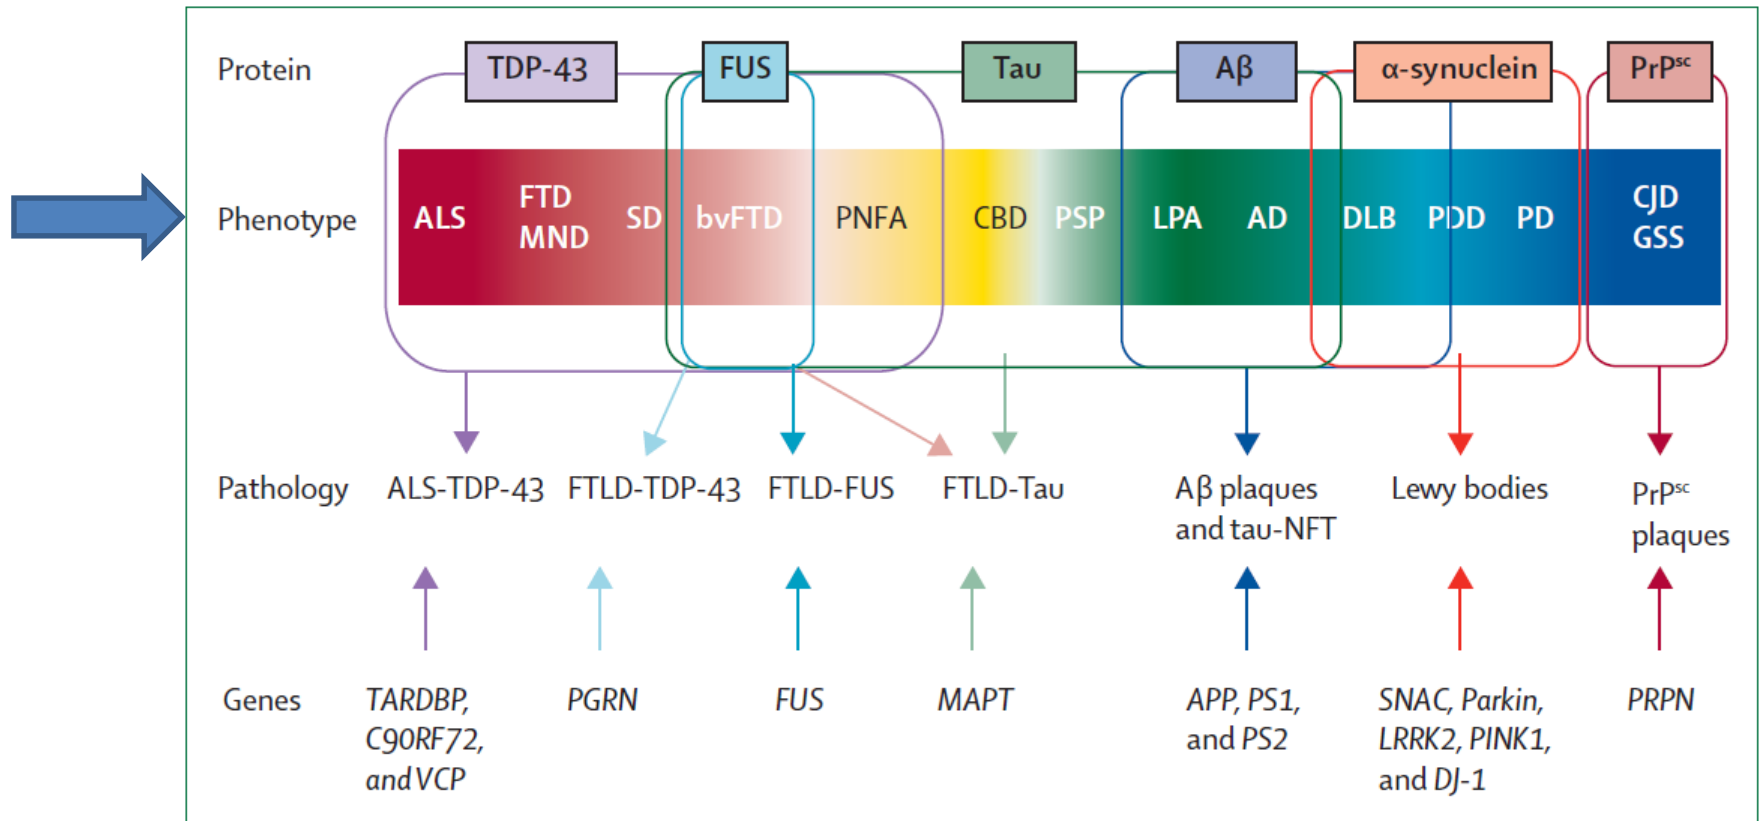 Protein TDP-43 FUS Tau Aβ α-synuclein PrPsc
Phenotype ALS FTD MND SD bvFTD PNFA CBD PSP LPA AD DLB PDD PD CJD GSS
Pathology ALS-TDP-43 FTLD-TDP-43 FTLD-FUS FTLD-Tau Aβ plaques Lewy bodies PrPsc
and tau-NFT plaques
Genes TARDBP, PGRN FUS MAPT APP, PS1, SNAC, Parkin, PRPN
C90RF72, and PS2 LRRK2, PINK1,
and VCP and DJ-1